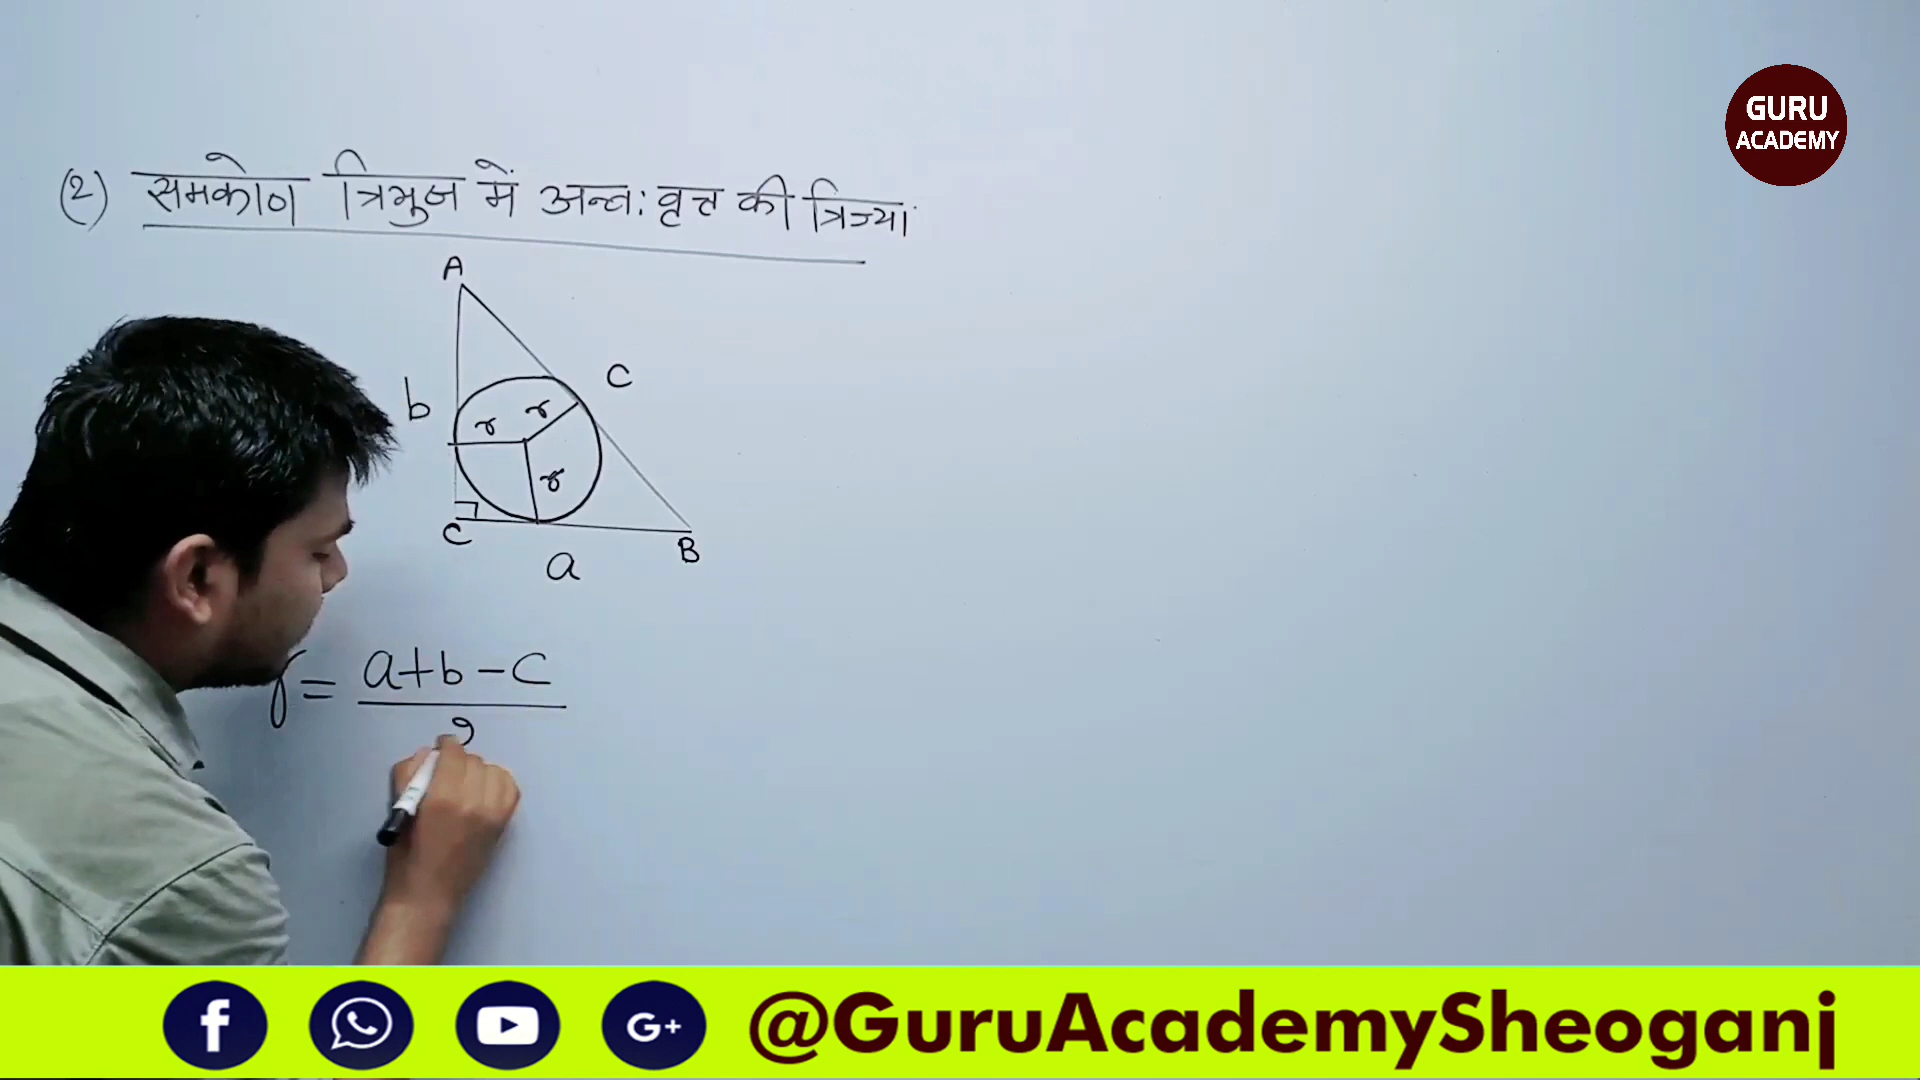 GURU
ACADEMY
(2) समकोण त्रिभुज में अन्तः वृत्त की त्रिज्या
A
b
c
r
r
r
C
B
a
r = a+b-c
2
@GuruAcademySheoganj